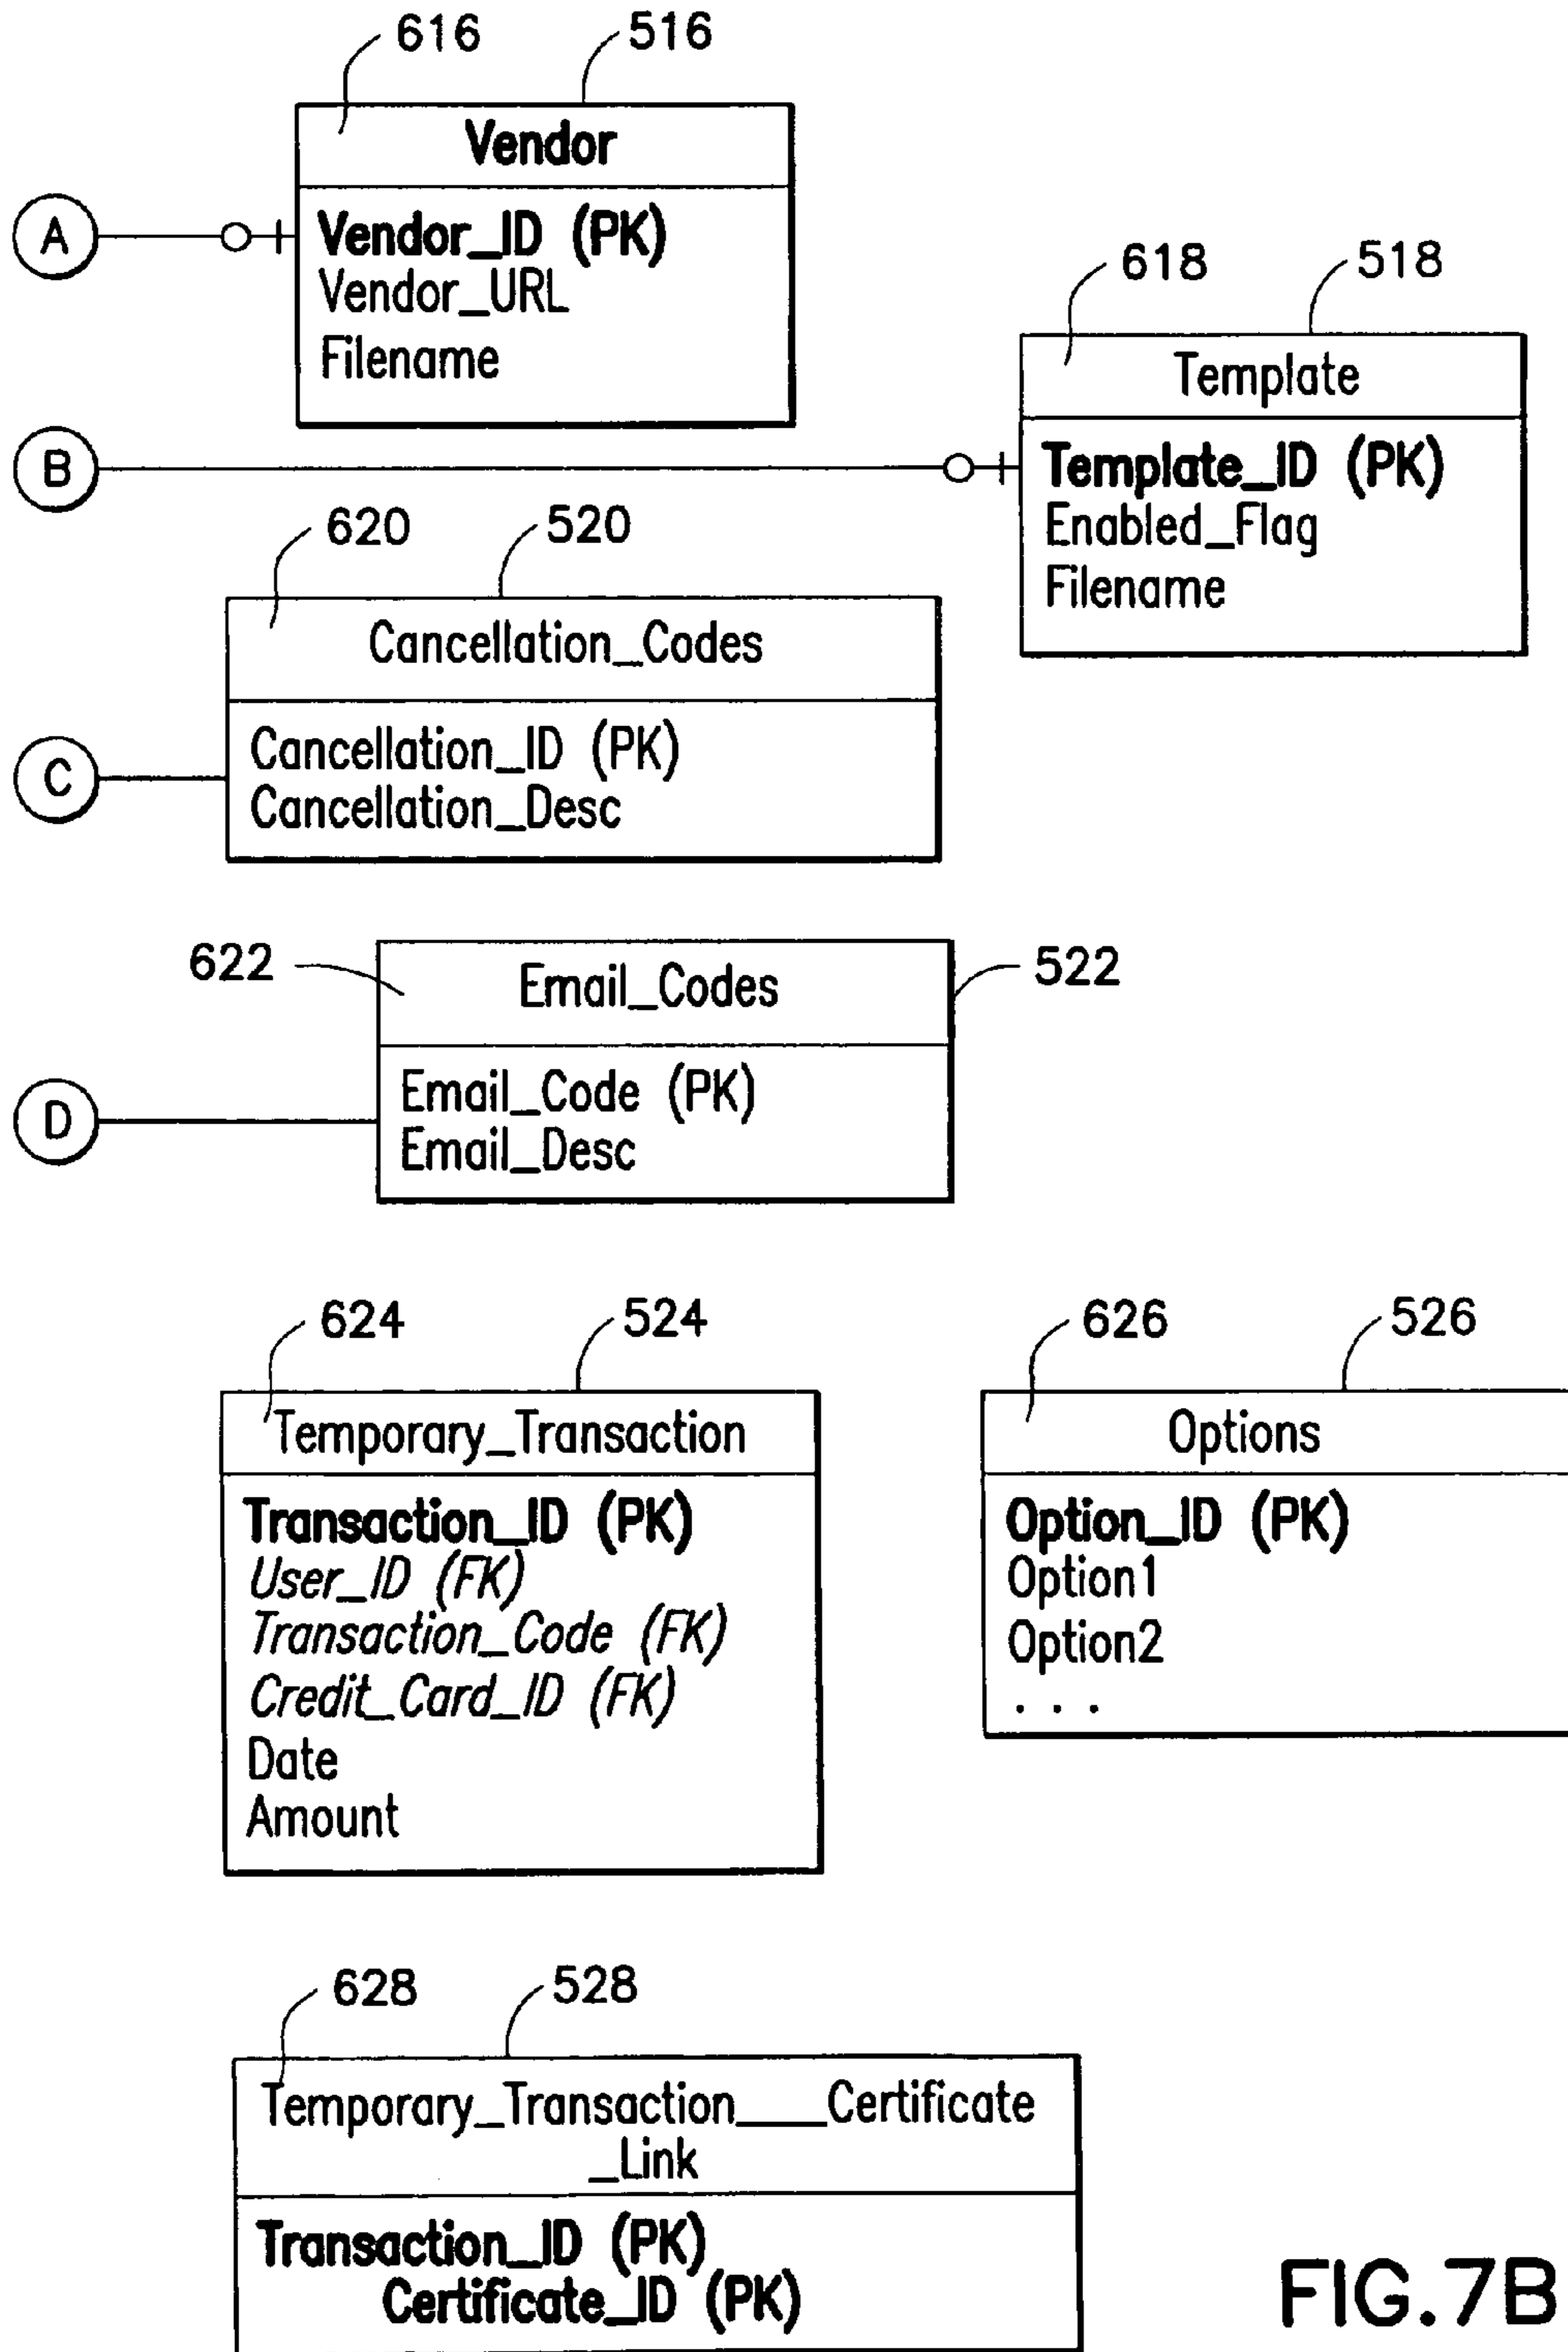 616 516
Vendor
A
Vendor_ID (PK)
Vendor_URL
Filename
618 518
Template
B
Template_ID (PK)
Enabled_Flag
Filename
620 520
Cancellation_Codes
C
Cancellation_ID (PK)
Cancellation_Desc
622 522
Email_Codes
D
Email_Code (PK)
Email_Desc
624 524
Temporary_Transaction
Transaction_ID (PK)
User_ID (FK)
Transaction_Code (FK)
Credit_Card_ID (FK)
Date
Amount
626 526
Options
Option_ID (PK)
Option1
Option2
. . .
628 528
Temporary_Transaction___Certificate
_Link
Transaction_ID (PK)
Certificate_ID (PK)
FIG.7B